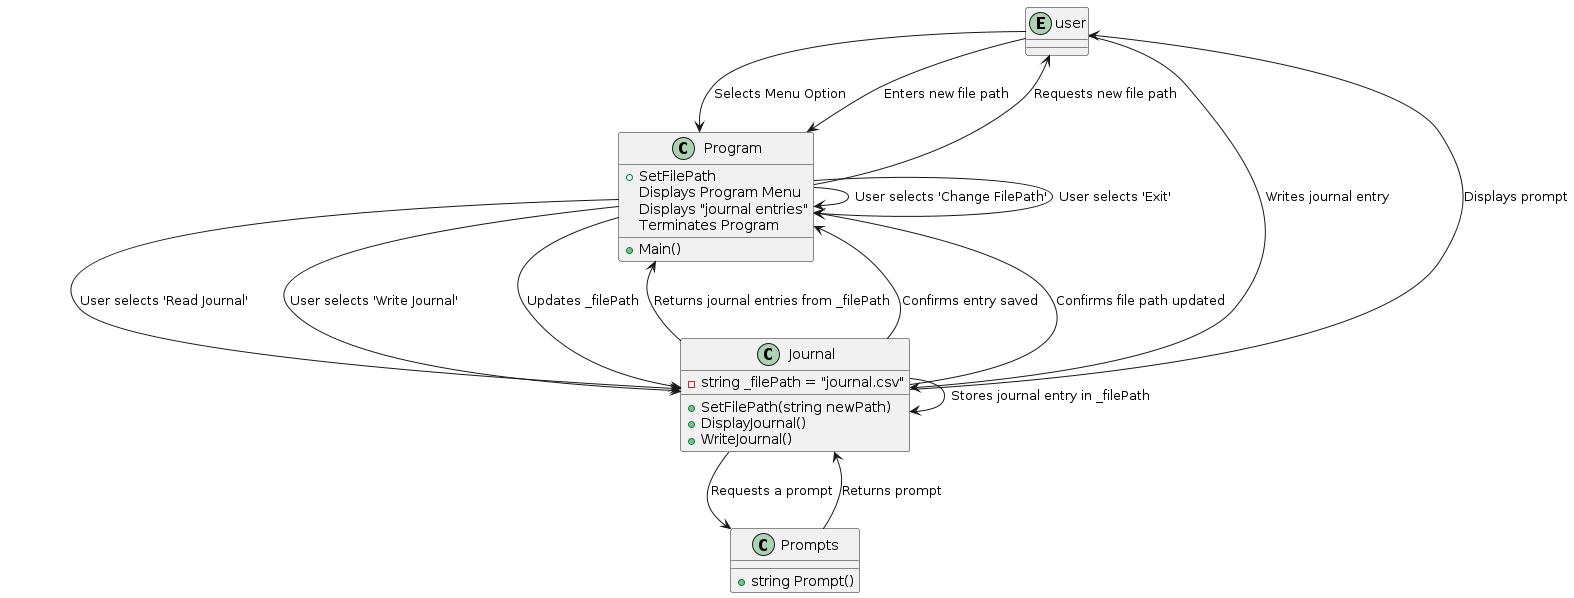 E user
Selects Menu Option
Enters new file path
Requests new file path
C Program
SetFilePath
Displays Program Menu
Displays "journal entries"
Terminates Program
Main()
User selects 'Change FilePath'
User selects 'Exit'
Writes journal entry
Displays prompt
User selects 'Read Journal'
User selects 'Write Journal'
Updates _filePath
Returns journal entries from _filePath
Confirms entry saved
Confirms file path updated
C Journal
string _filePath = "journal.csv"
SetFilePath(string newPath)
DisplayJournal()
WriteJournal()
Stores journal entry in _filePath
Requests a prompt
Returns prompt
C Prompts
string Prompt()